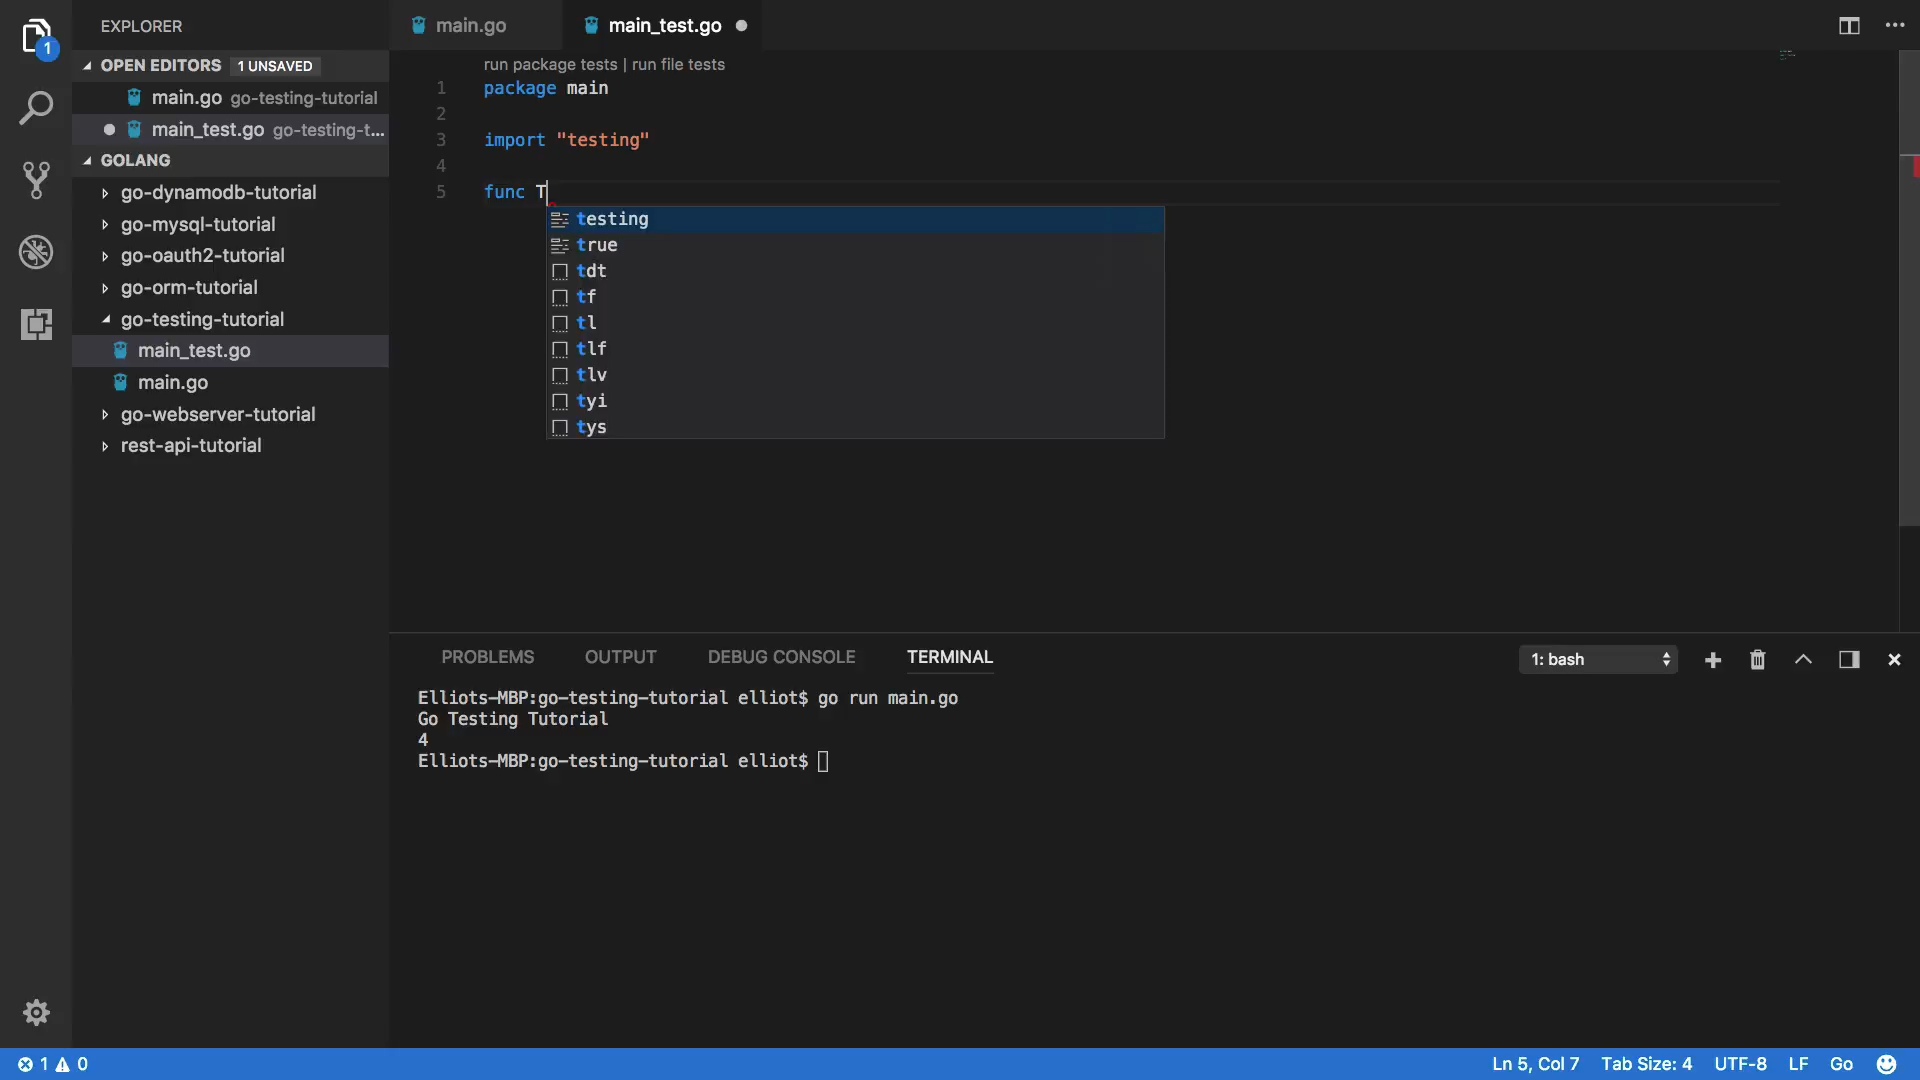 EXPLORER
1
OPEN EDITORS 1 UNSAVED
main.go go-testing-tutorial
main_test.go go-testing-t...
GOLANG
go-dynamodb-tutorial
go-mysql-tutorial
go-oauth2-tutorial
go-orm-tutorial
go-testing-tutorial
main_test.go
main.go
go-webserver-tutorial
rest-api-tutorial
main.go
main_test.go
run package tests | run file tests
1 package main
2
3 import "testing"
4
5 func T
testing
true
tdt
tf
tl
tlf
tlv
tyi
tys
PROBLEMS OUTPUT DEBUG CONSOLE TERMINAL
1: bash
Elliots-MBP:go-testing-tutorial elliot$ go run main.go
Go Testing Tutorial
4
Elliots-MBP:go-testing-tutorial elliot$
1 0
Ln 5, Col 7 Tab Size: 4 UTF-8 LF Go